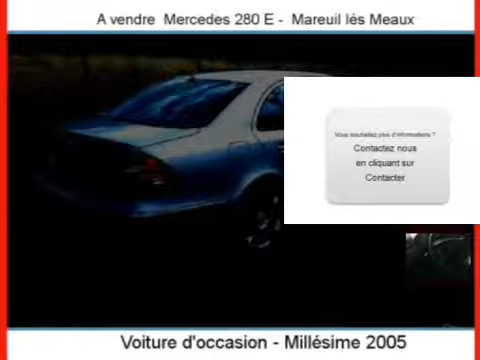 A vendre Mercedes 280 E - Mareuil lés Meaux
Vous souhaitez plus d'informations ?
Contactez nous
en cliquant sur
Contacter
Voiture d'occasion - Millésime 2005